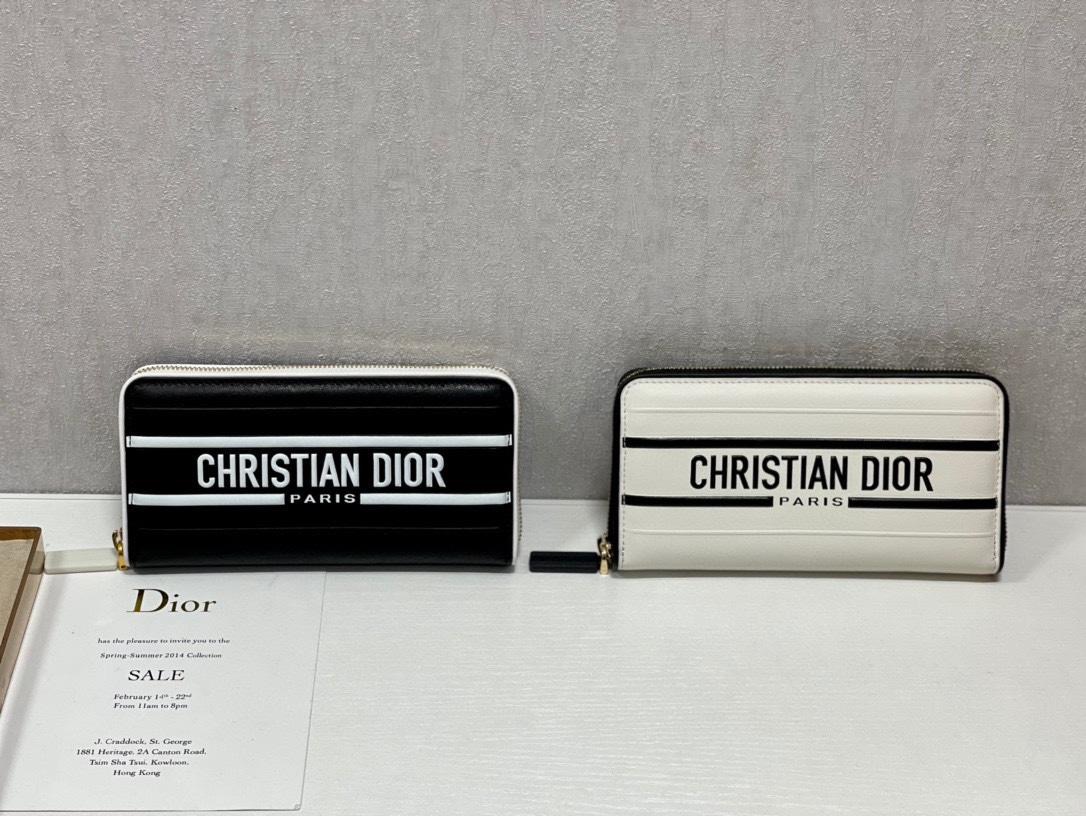 CHRISTIAN DIOR
PARIS
CHRISTIAN DIOR
PARIS
Dior
has the pleasure to invite you to the
Spring-Summer 2014 Collection
SALE
February 14th - 22nd
From 11am to 8pm
J. Craddock, St. George
1881 Heritage, 2A Canton Road,
Tsim Sha Tsui, Kowloon,
Hong Kong